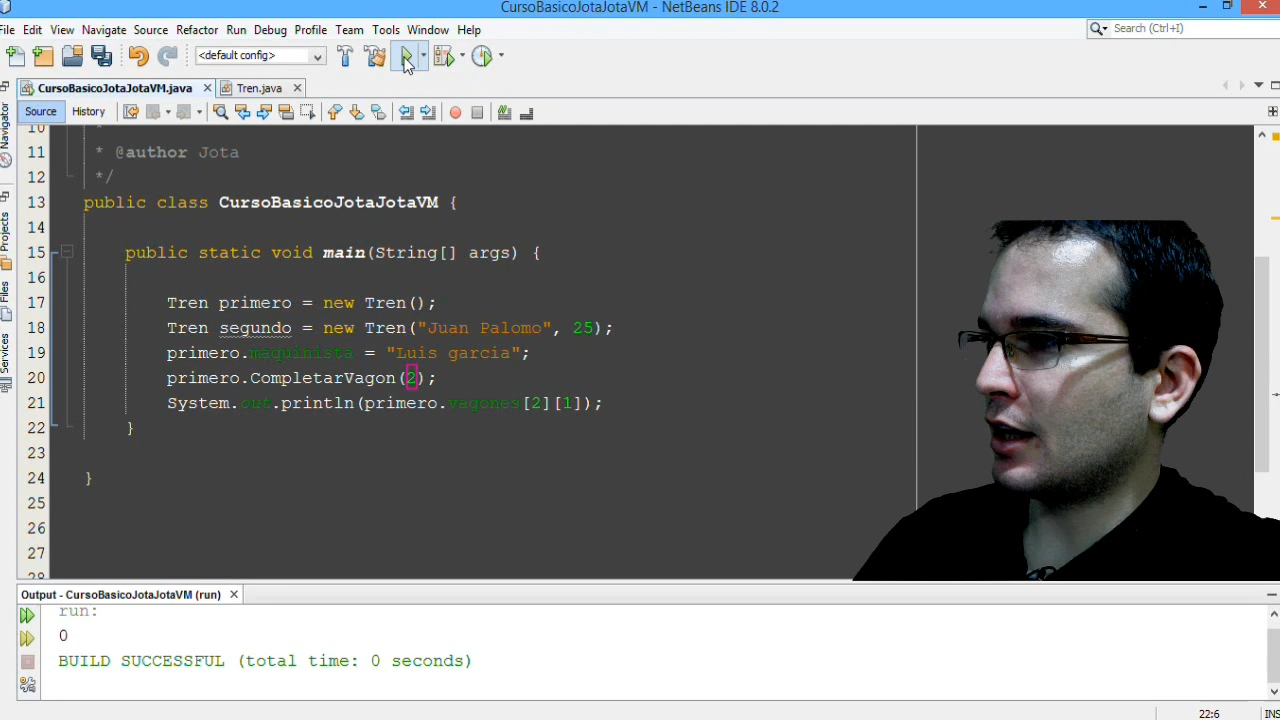 CursoBasicoJotaJotaVM - NetBeans IDE 8.0.2
File Edit View Navigate Source Refactor Run Debug Profile Team Tools Window Help
Search (Ctrl+I)
<default config>
CursoBasicoJotaJotaVM.java Tren.java
Source History
Navigator
Projects
Files
Services
10 *
11 * @author Jota
12 */
13 public class CursoBasicoJotaJotaVM {
14
15 public static void main(String[] args) {
16
17 Tren primero = new Tren();
18 Tren segundo = new Tren("Juan Palomo", 25);
19 primero.maquinista = "Luis garcia";
20 primero.CompletarVagon(2);
21 System.out.println(primero.vagones[2][1]);
22 }
23
24 }
25
26
27
28
Output - CursoBasicoJotaJotaVM (run)
run:
0
BUILD SUCCESSFUL (total time: 0 seconds)
22:6 INS